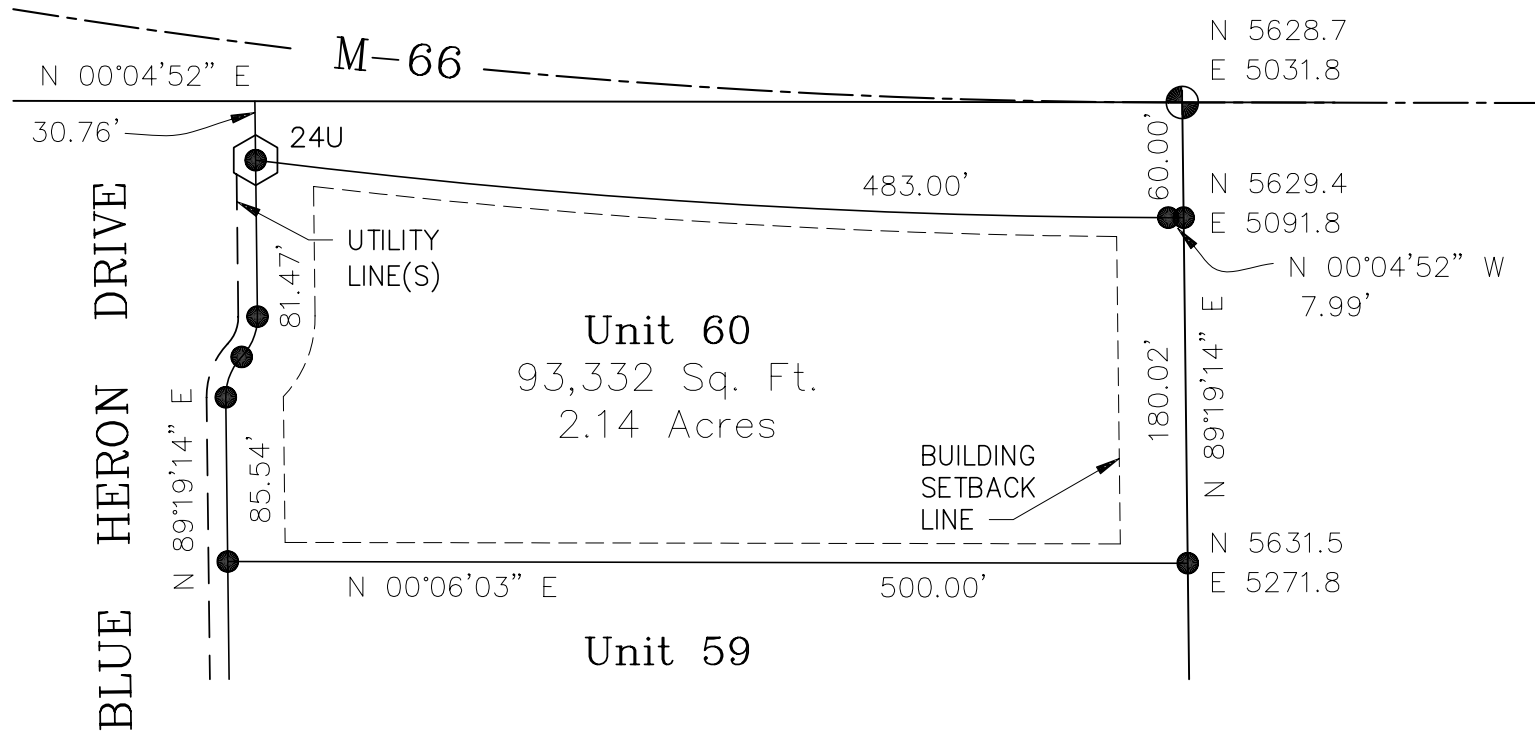 N 5628.7
E 5031.8
M-66
N 00°04'52" E
30.76'
24U
60.00'
483.00'
N 5629.4
E 5091.8
UTILITY
LINE(S)
N 00°04'52" W
7.99'
81.47'
Unit 60
93,332 Sq. Ft.
2.14 Acres
BLUE HERON DRIVE
N 89°19'14" E
85.54'
180.02'
N 89°19'14" E
BUILDING
SETBACK
LINE
N 5631.5
E 5271.8
N 00°06'03" E
500.00'
Unit 59